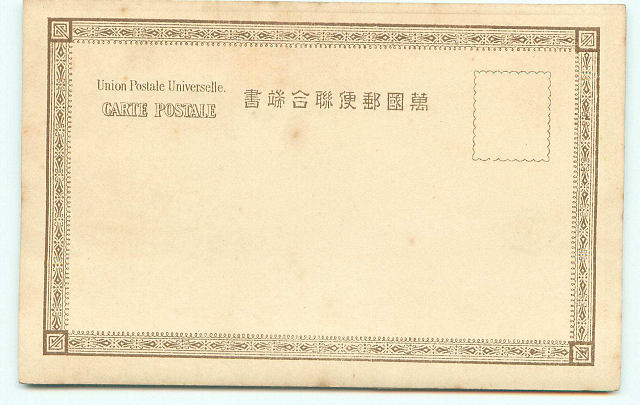 Union Postale Universelle.
CARTE POSTALE
書端合聯便郵國萬